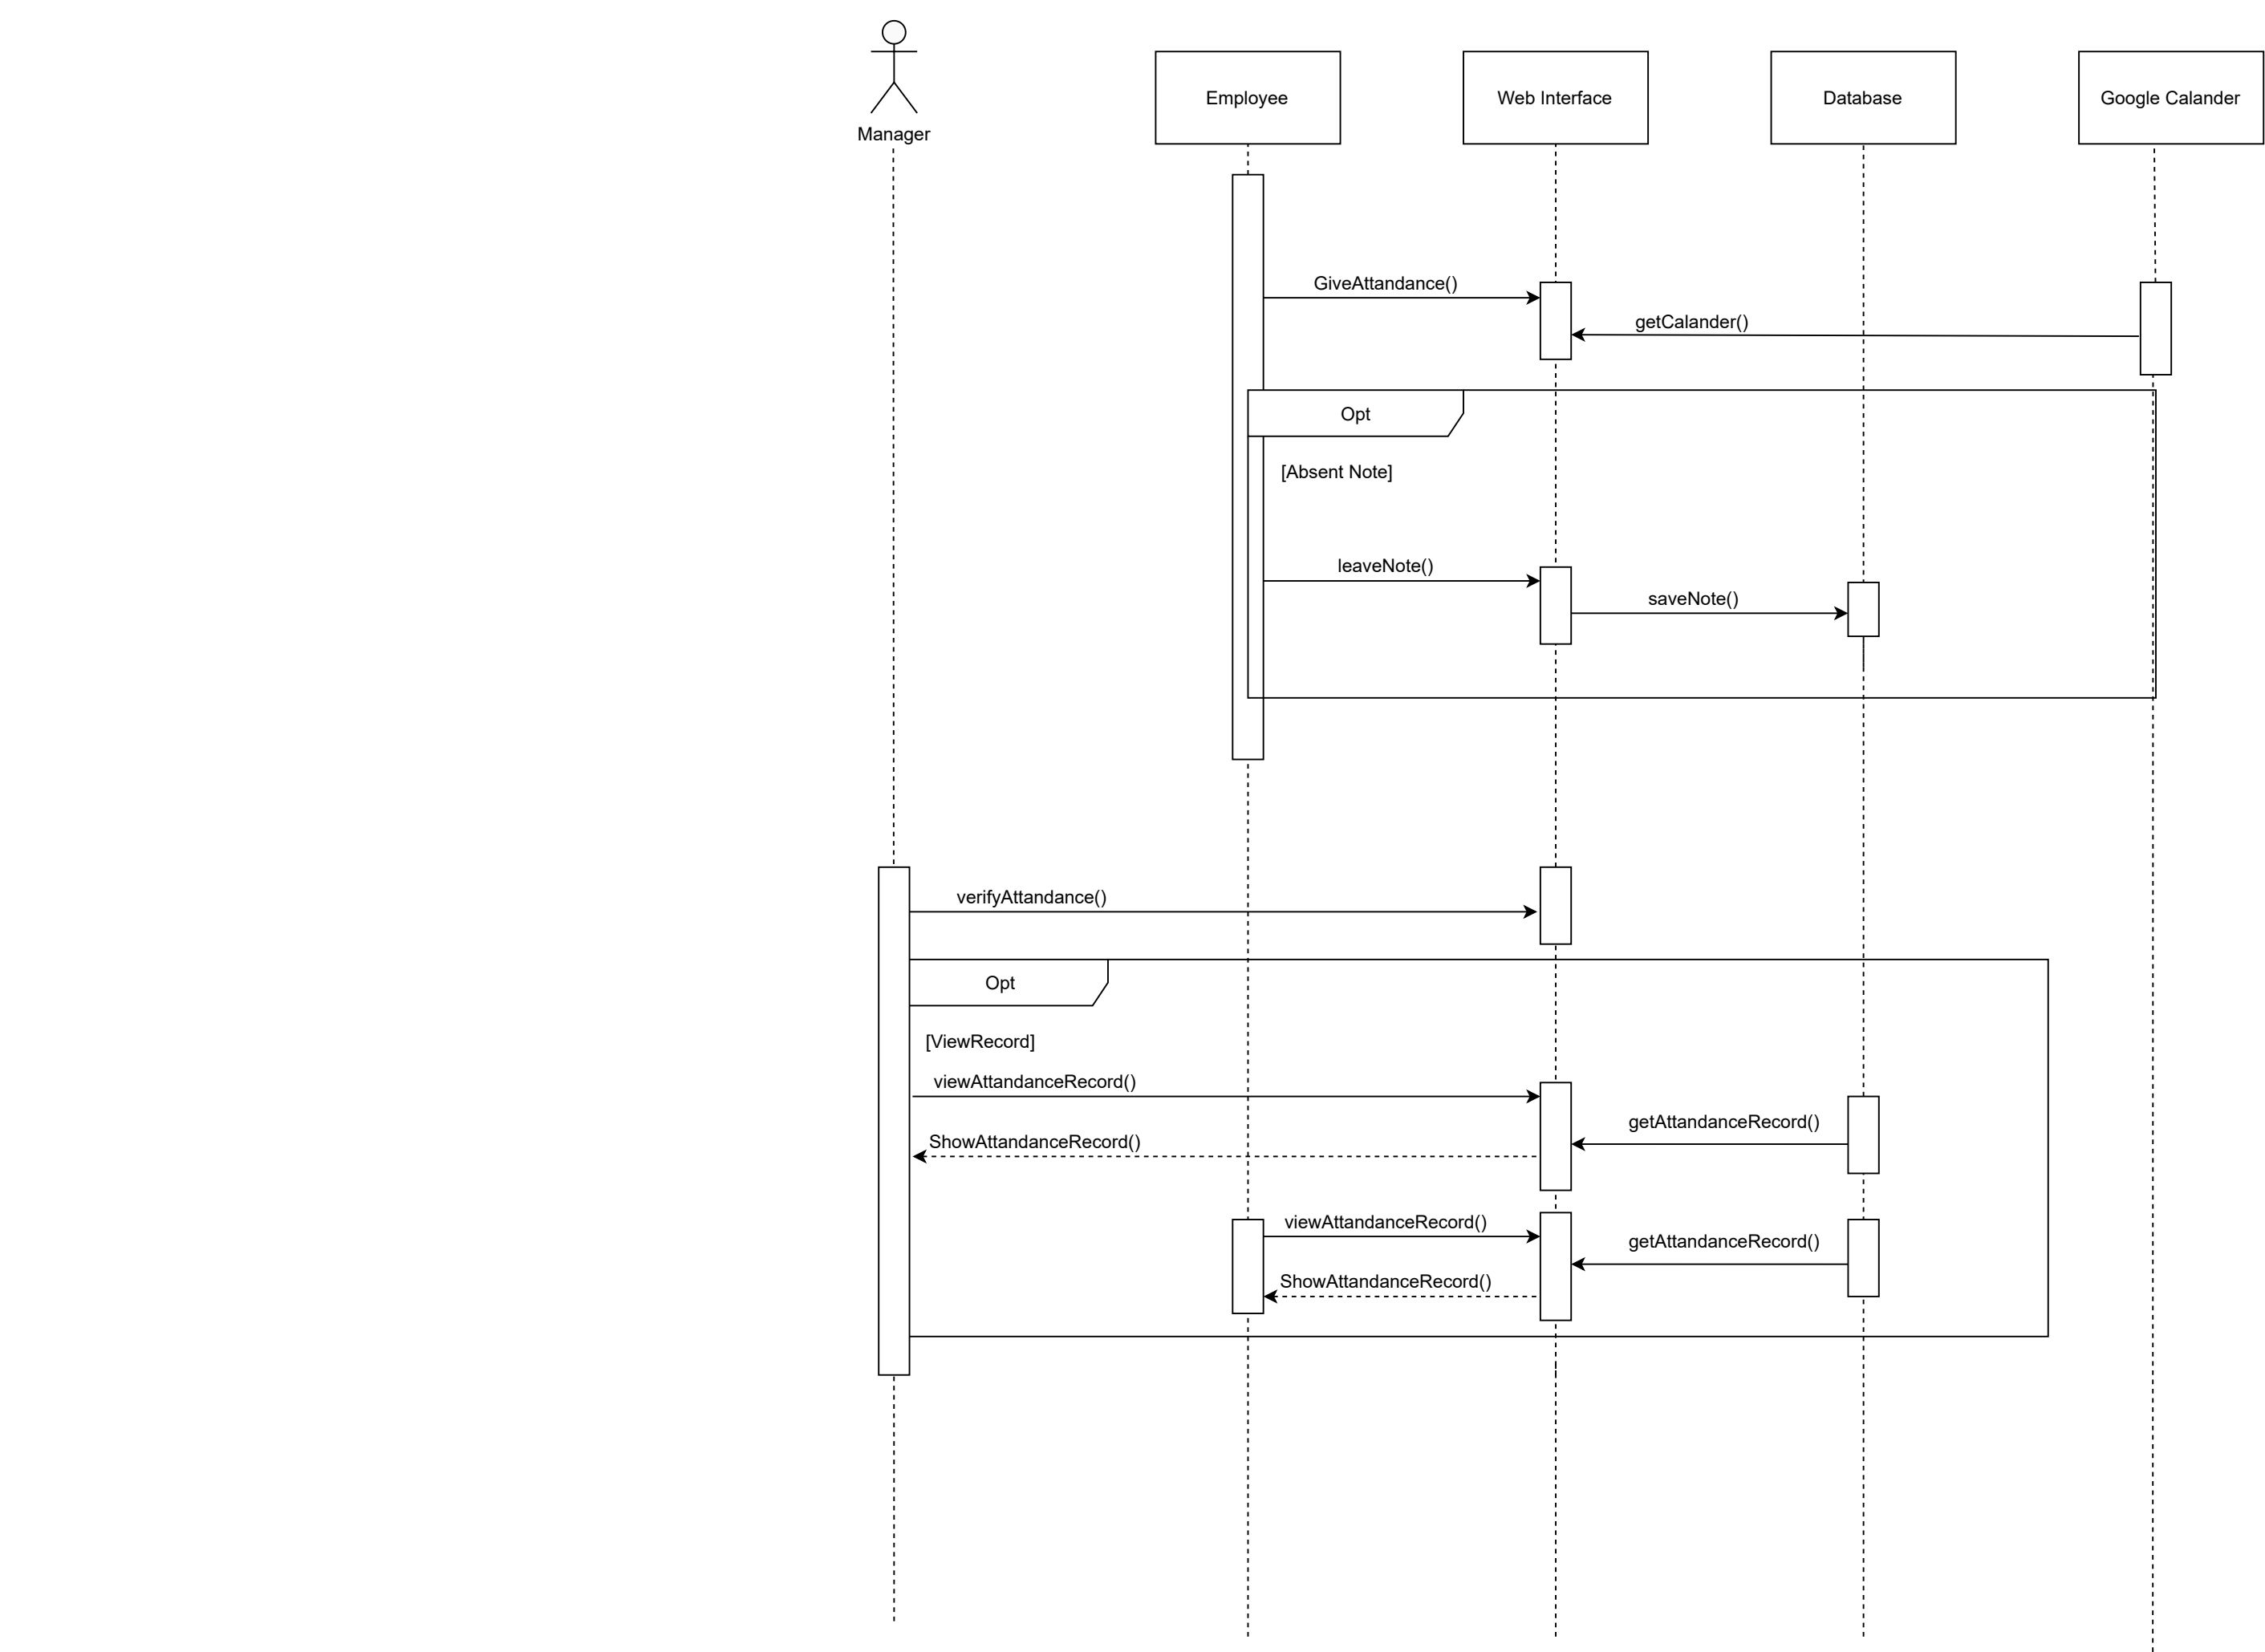 Manager
Employee
Web Interface
Database
Google Calander
GiveAttandance()
getCalander()
Opt
[Absent Note]
leaveNote()
saveNote()
verifyAttandance()
Opt
[ViewRecord]
viewAttandanceRecord()
getAttandanceRecord()
ShowAttandanceRecord()
viewAttandanceRecord()
getAttandanceRecord()
ShowAttandanceRecord()